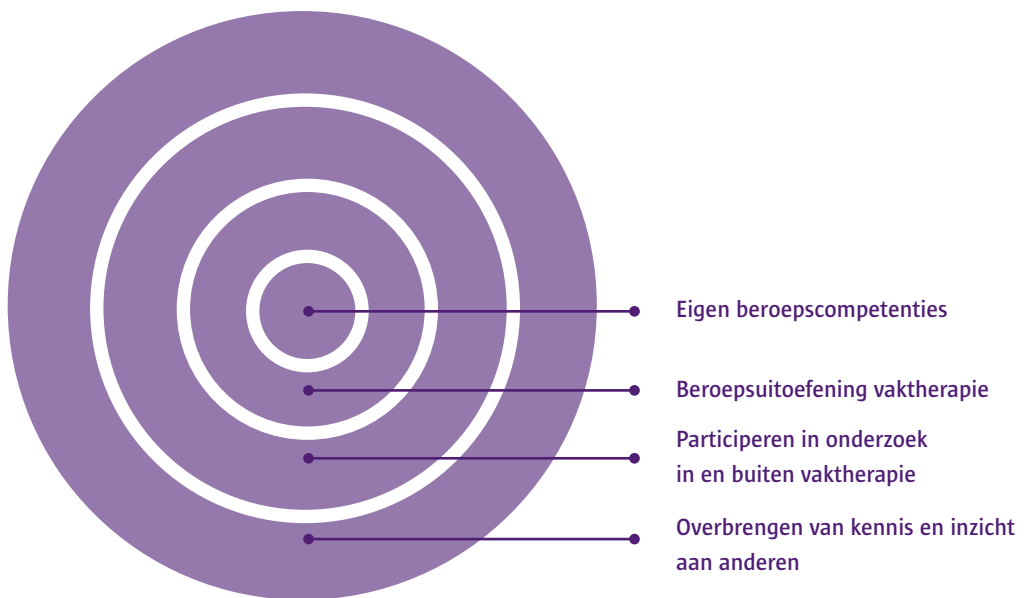 Eigen beroepscompetenties
Beroepsuitoefening vaktherapie
Participeren in onderzoek
in en buiten vaktherapie
Overbrengen van kennis en inzicht
aan anderen